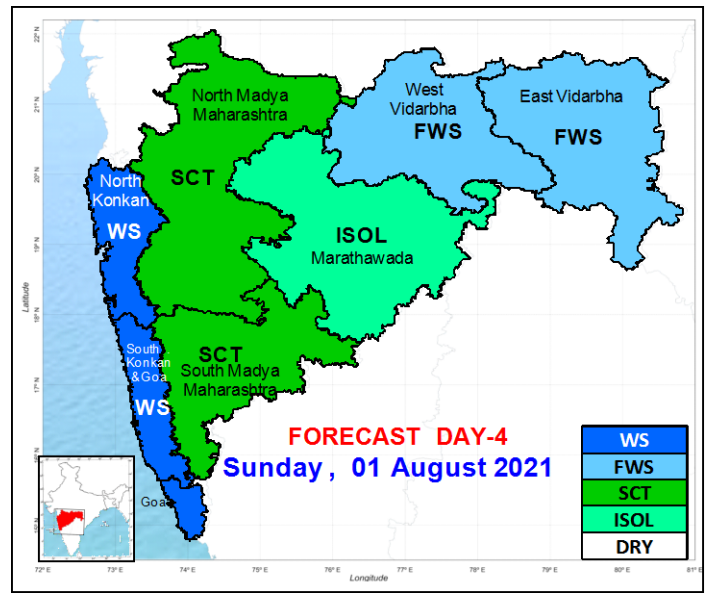 22° N
21° N
20° N
19° N
18° N
17° N
Latitude
North Madya
Maharashtra
SCT
West
Vidarbha
FWS
East Vidarbha
FWS
North
Konkan
WS
ISOL
Marathawada
South
Konkan
&Goa
WS
SCT
South Madya
Maharashtra
Goa
FORECAST DAY-4
Sunday , 01 August 2021
WS
FWS
SCT
ISOL
DRY
72° E
73° E
74° E
75° E
76° E
77° E
78° E
79° E
80° E
81° E
Longitude